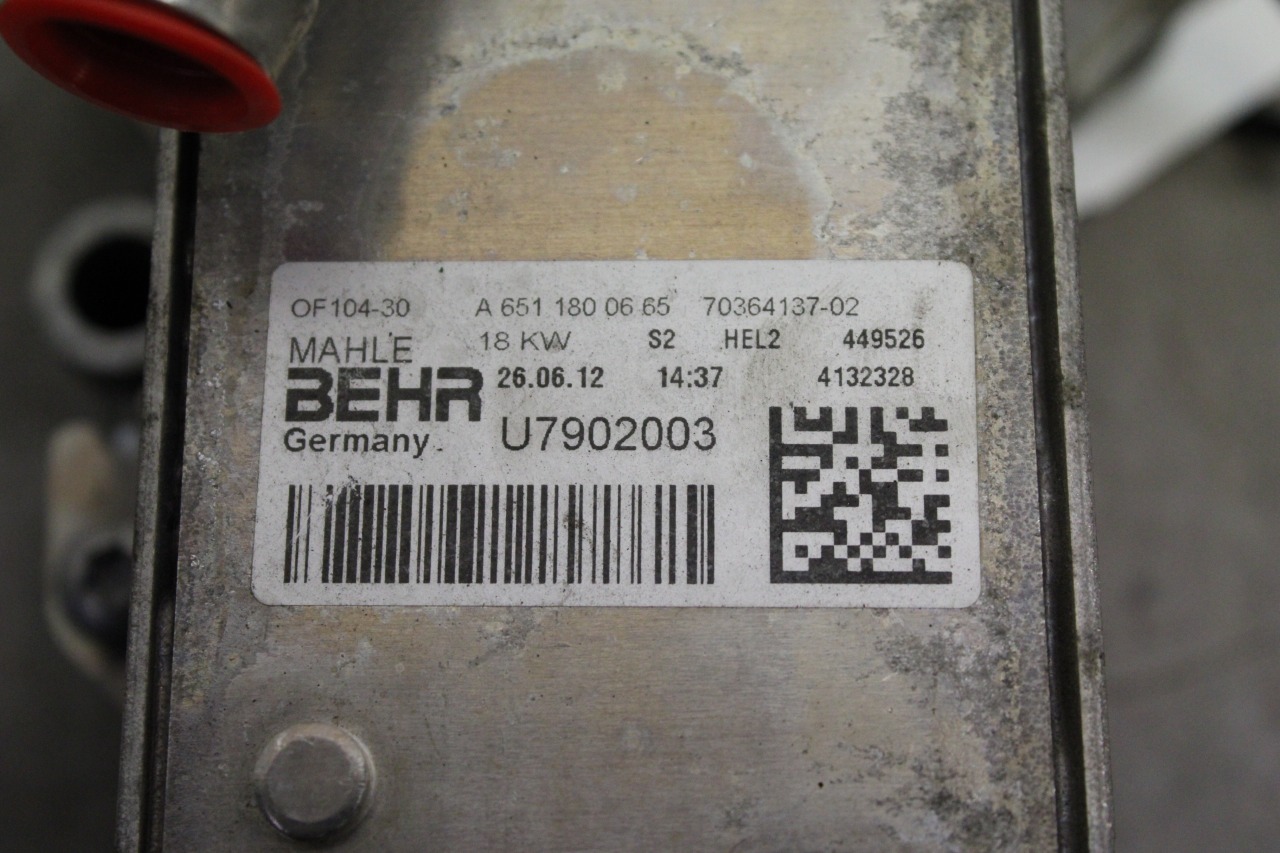 OF104-30 A 651 180 06 65 70364137-02
MAHLE 18 KW S2 HEL2 449526
BEHR 26.06.12 14:37 4132328
Germany. U7902003